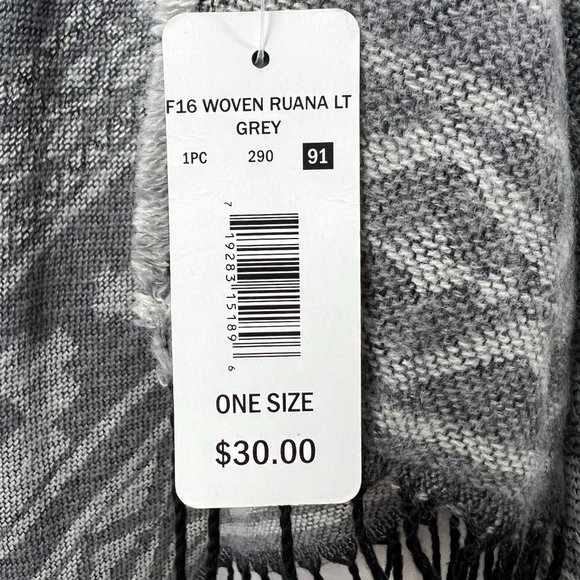 F16 WOVEN RUANA LT
GREY
1PC 290 91
7 19283 15189 6
ONE SIZE
$30.00